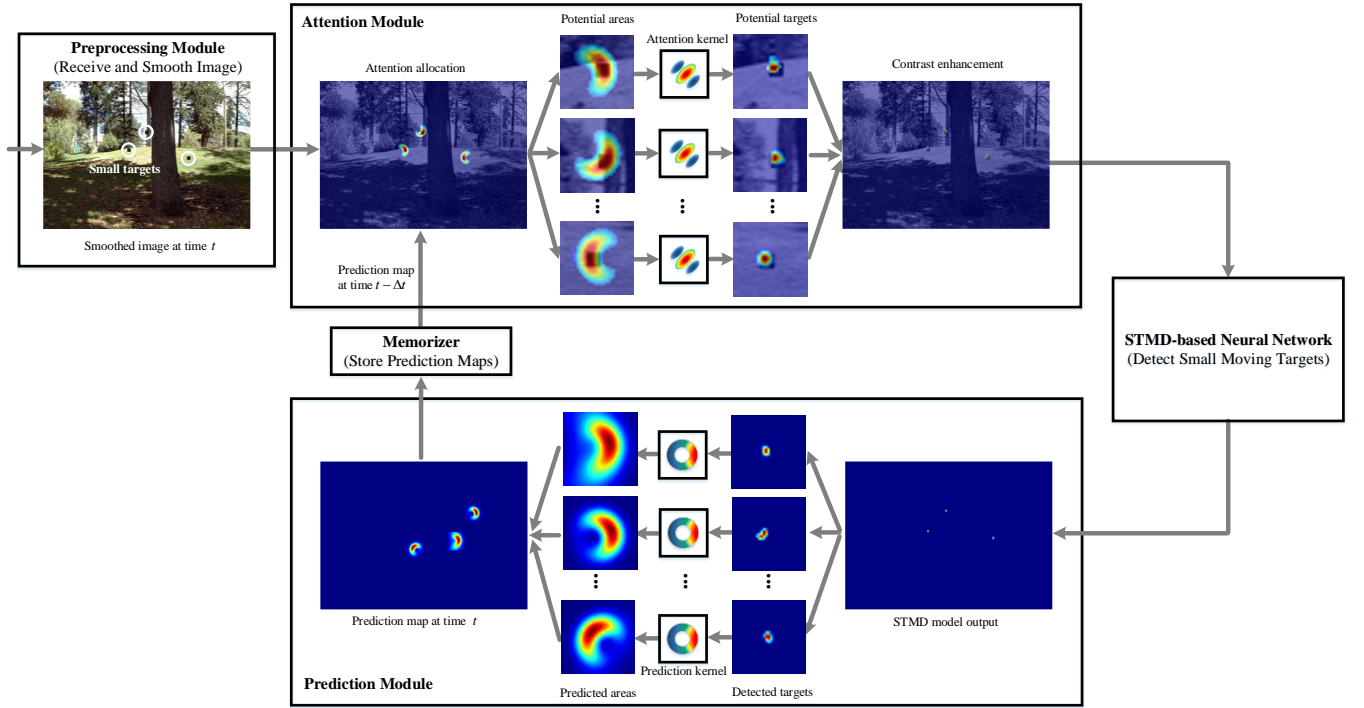 Preprocessing Module
(Receive and Smooth Image)
Small targets
Smoothed image at time t
Attention Module
Attention allocation
Potential areas
Attention kernel
Potential targets
Contrast enhancement
Prediction map
at time t − Δt
Memorizer
(Store Prediction Maps)
STMD-based Neural Network
(Detect Small Moving Targets)
Prediction map at time t
Predicted areas
Prediction kernel
Detected targets
STMD model output
Prediction Module